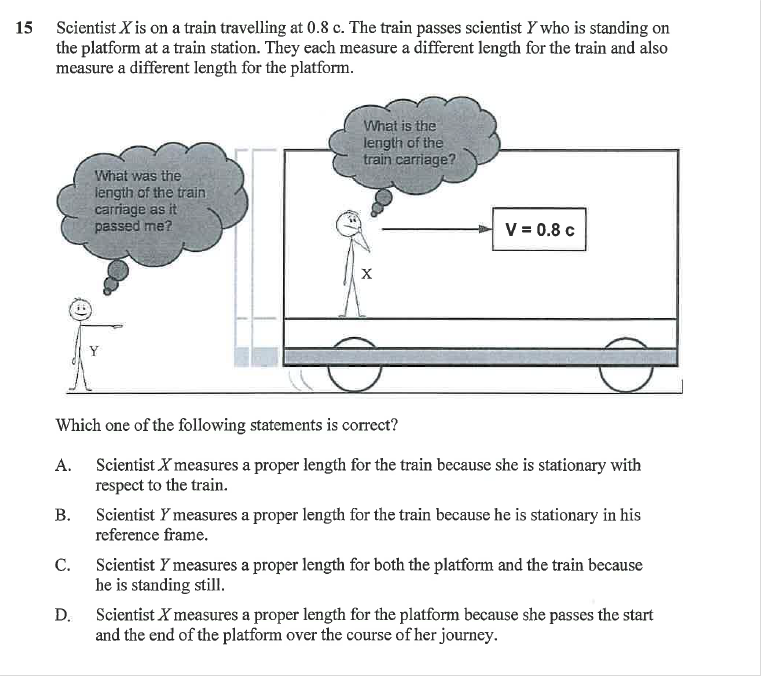 15 Scientist X is on a train travelling at 0.8 c. The train passes scientist Y who is standing on
the platform at a train station. They each measure a different length for the train and also
measure a different length for the platform.
What is the
length of the
train carriage?
What was the
length of the train
carriage as it
passed me?
V = 0.8 c
X
Y
Which one of the following statements is correct?
A. Scientist X measures a proper length for the train because she is stationary with
respect to the train.
B. Scientist Y measures a proper length for the train because he is stationary in his
reference frame.
C. Scientist Y measures a proper length for both the platform and the train because
he is standing still.
D. Scientist X measures a proper length for the platform because she passes the start
and the end of the platform over the course of her journey.